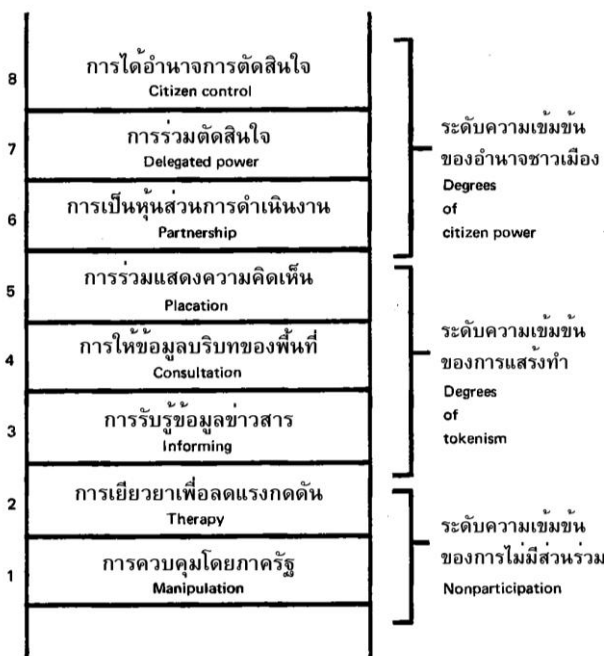 8
การได้อำนาจการตัดสินใจ
Citizen control
7
การร่วมตัดสินใจ
Delegated power
6
การเป็นหุ้นส่วนการดำเนินงาน
Partnership
ระดับความเข้มข้น
ของอำนาจชาวเมือง
Degrees
of
citizen power
5
การร่วมแสดงความคิดเห็น
Placation
4
การให้ข้อมูลบริบทของพื้นที่
Consultation
3
การรับรู้ข้อมูลข่าวสาร
Informing
ระดับความเข้มข้น
ของการแสร้งทำ
Degrees
of
tokenism
2
การเยียวยาเพื่อลดแรงกดดัน
Therapy
1
การควบคุมโดยภาครัฐ
Manipulation
ระดับความเข้มข้น
ของการไม่มีส่วนร่วม
Nonparticipation